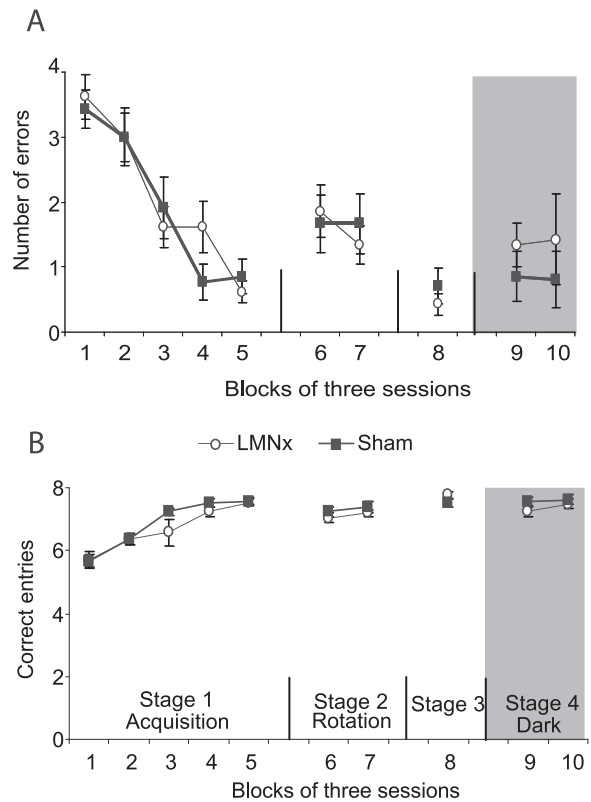 A
4
3
2
1
0
Number of errors
1 2 3 4 5 6 7 8 9 10
Blocks of three sessions
B
LMNx Sham
8
6
4
2
0
Correct entries
Stage 1
Acquisition
Stage 2
Rotation
Stage 3
Stage 4
Dark
1 2 3 4 5 6 7 8 9 10
Blocks of three sessions